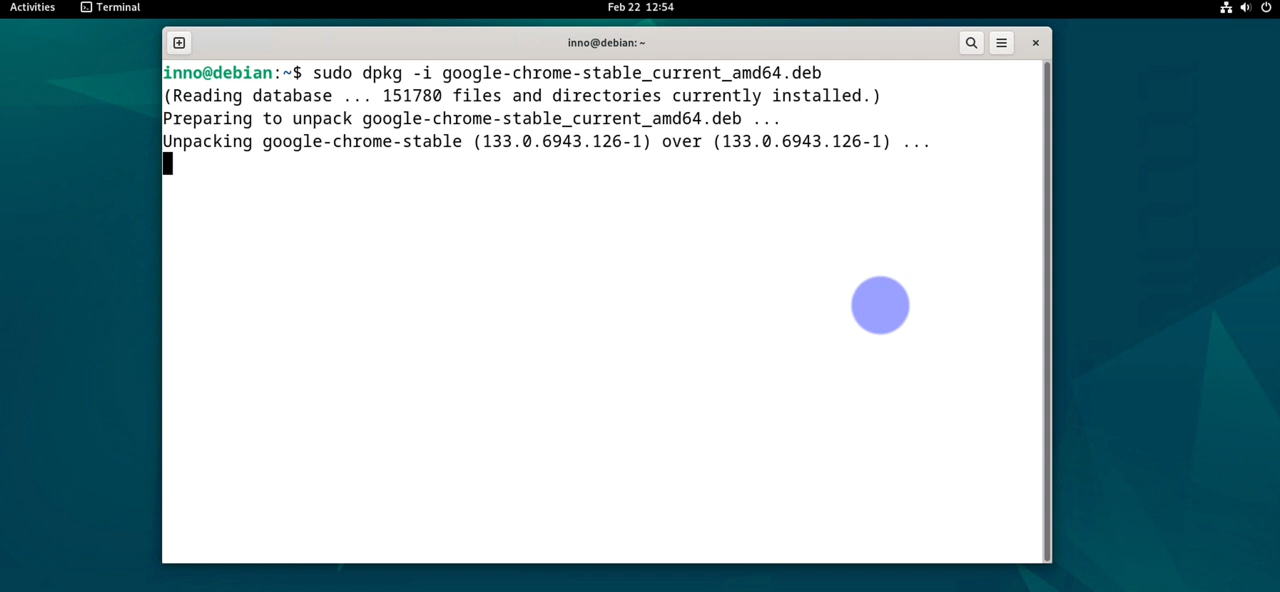 Activities Terminal Feb 22 12:54
inno@debian: ~
inno@debian:~$ sudo dpkg -i google-chrome-stable_current_amd64.deb
(Reading database ... 151780 files and directories currently installed.)
Preparing to unpack google-chrome-stable_current_amd64.deb ...
Unpacking google-chrome-stable (133.0.6943.126-1) over (133.0.6943.126-1) ...